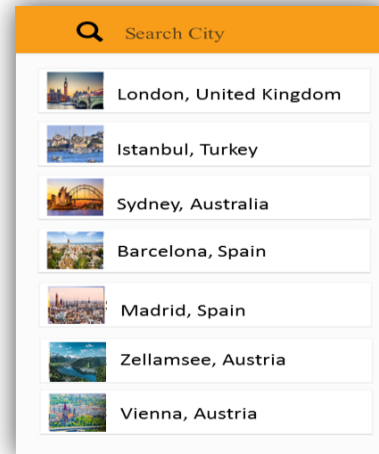 Search City
London, United Kingdom
Istanbul, Turkey
Sydney, Australia
Barcelona, Spain
Madrid, Spain
Zellamsee, Austria
Vienna, Austria